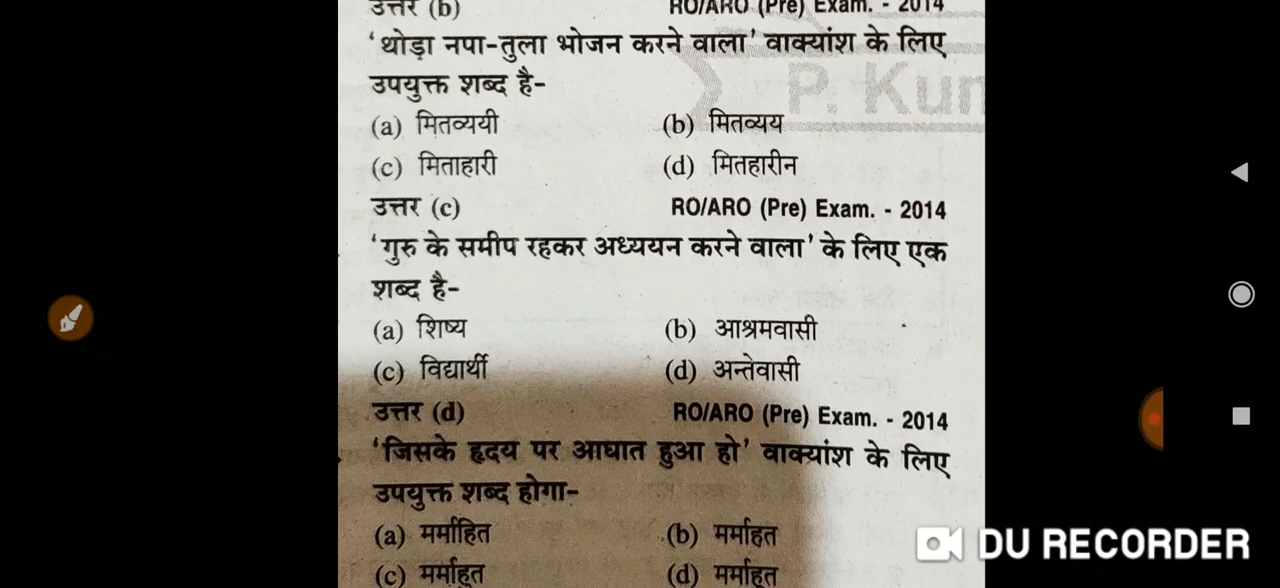 उत्तर (b) RO/ARO (Pre) Exam. - 2014
'थोड़ा नपा-तुला भोजन करने वाला' वाक्यांश के लिए
उपयुक्त शब्द है-
P. Kun
(a) मितव्ययी (b) मितव्यय
(c) मिताहारी (d) मितहारीन
उत्तर (c) RO/ARO (Pre) Exam. - 2014
'गुरु के समीप रहकर अध्ययन करने वाला' के लिए एक
शब्द है-
(a) शिष्य (b) आश्रमवासी
(c) विद्यार्थी (d) अन्तेवासी
उत्तर (d) RO/ARO (Pre) Exam. - 2014
'जिसके हृदय पर आघात हुआ हो' वाक्यांश के लिए
उपयुक्त शब्द होगा-
(a) मर्माहित (b) मर्माहत
(c) मर्माहुत (d) मर्माहत
DU RECORDER